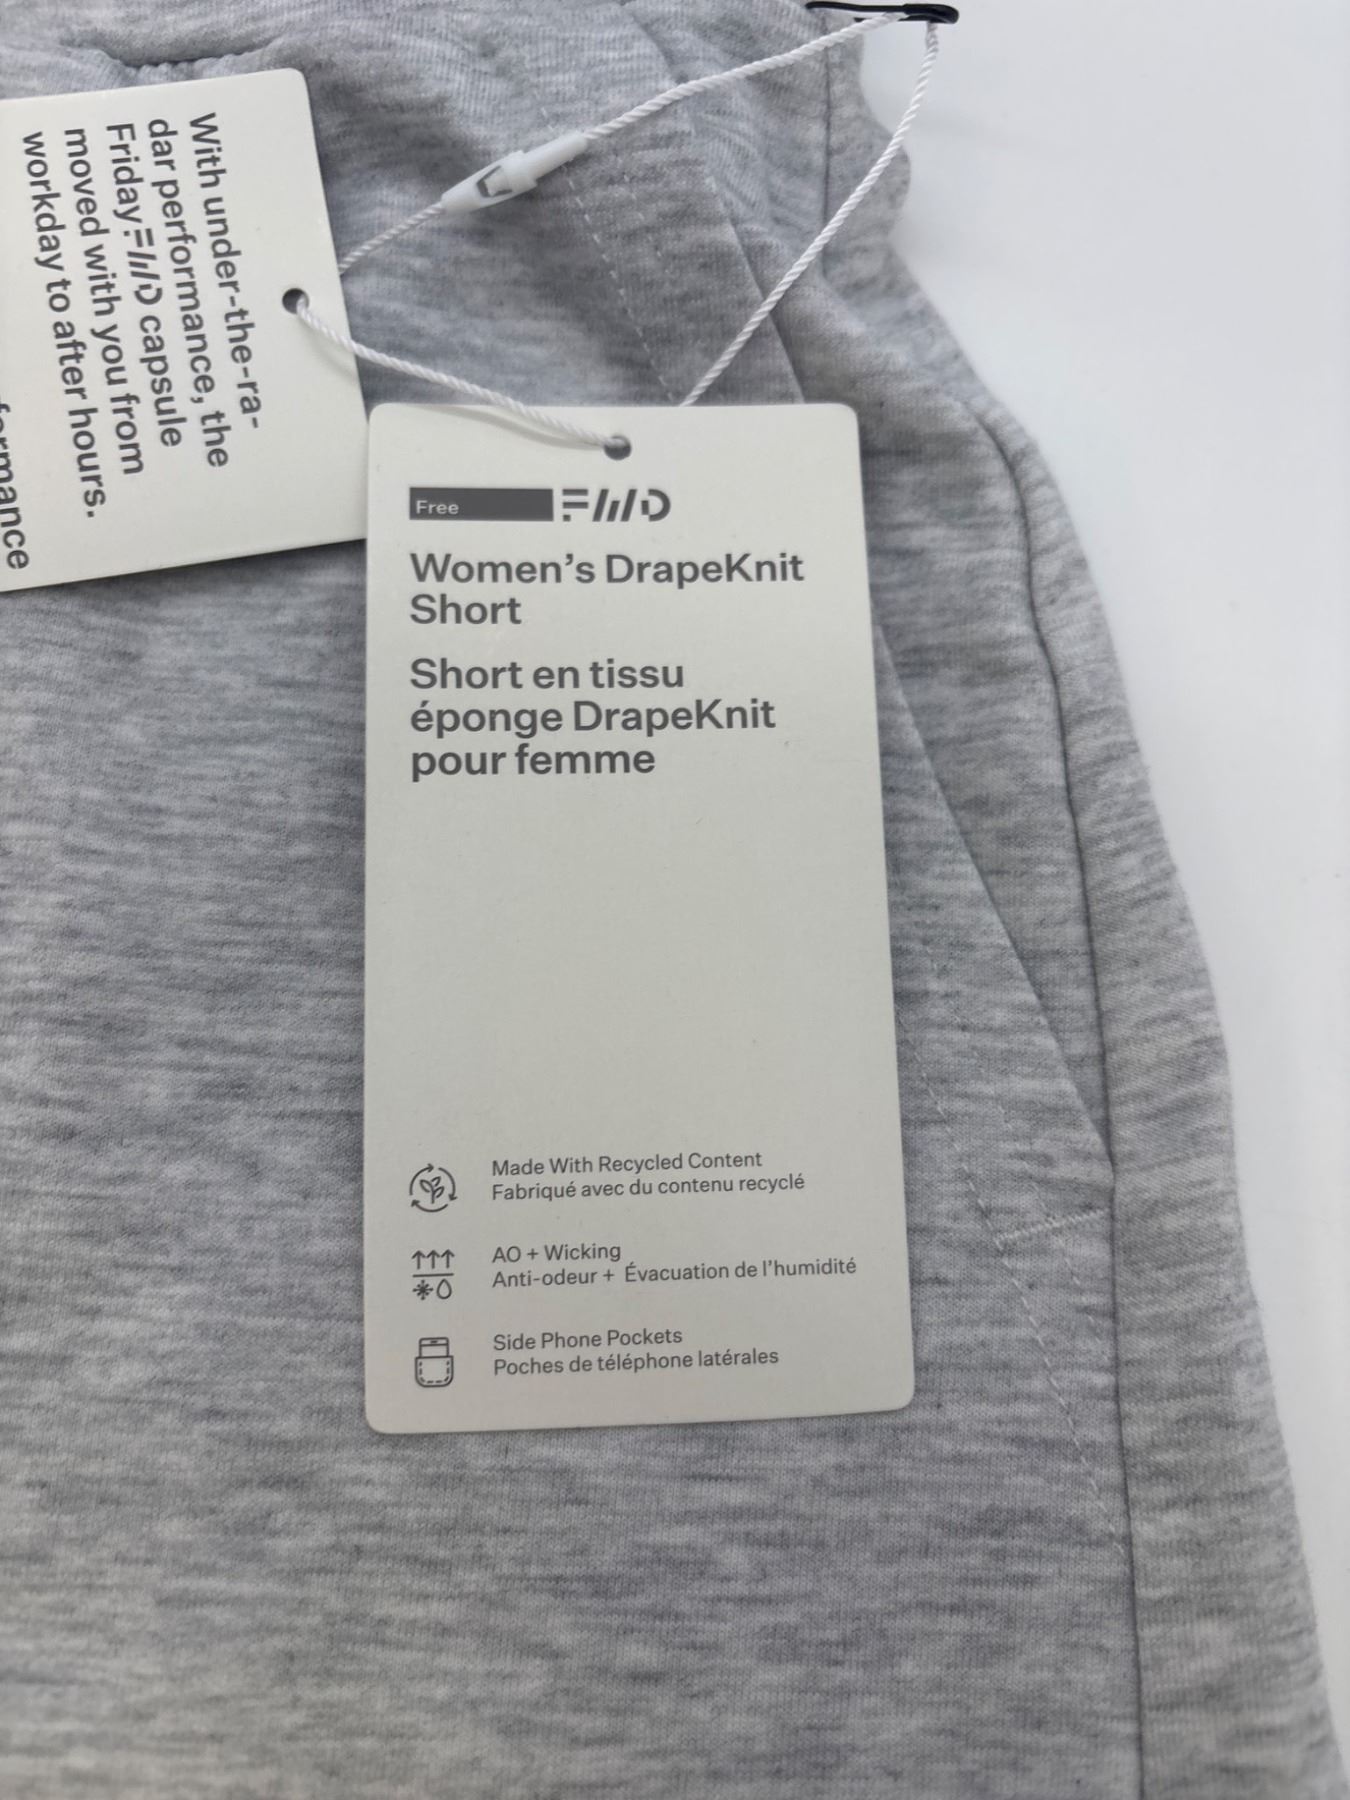 With under-the-ra-
dar performance, the
Friday FWD capsule
moved with you from
workday to after hours.
Free FWD
Women's DrapeKnit
Short
Short en tissu
éponge DrapeKnit
pour femme
Made With Recycled Content
Fabriqué avec du contenu recyclé
AO + Wicking
Anti-odeur + Évacuation de l'humidité
Side Phone Pockets
Poches de téléphone latérales